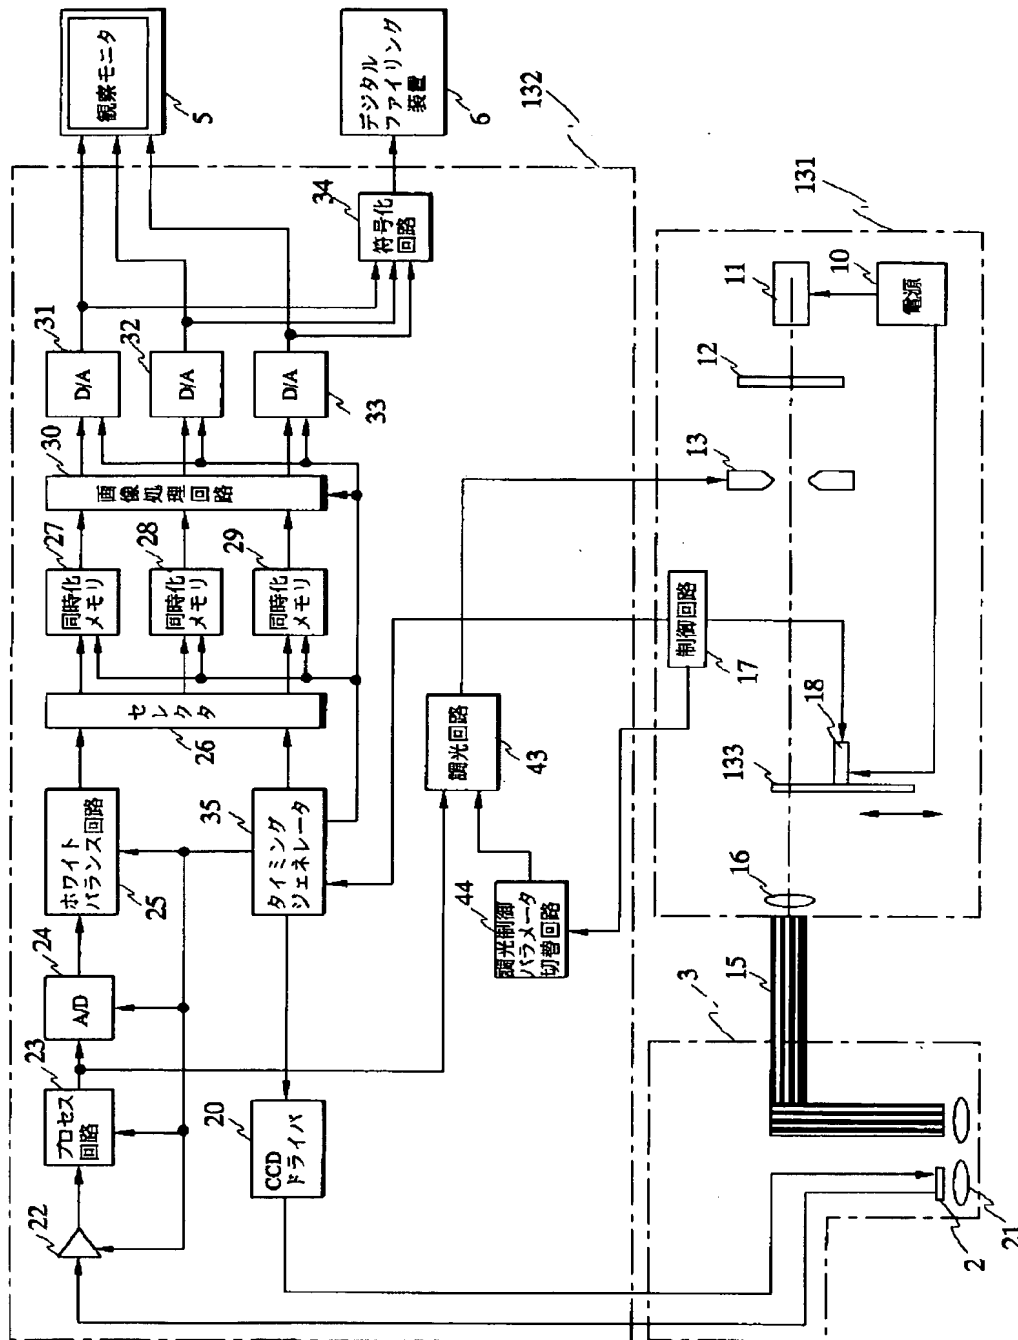 観察モニタ
5
デジタル
ファイリング
装置
6
132
34
符号化
回路
31
D/A
32
D/A
D/A
33
30
画像処理回路
27
同時化
メモリ
28
同時化
メモリ
29
同時化
メモリ
セレクタ
26
ホワイト
バランス回路
25
35
タイミング
ジェネレータ
24
A/D
23
プロセス
回路
22
20
CCD
ドライバ
調光回路
43
44
調光制御
パラメータ
切替回路
131
11
10
電源
12
13
制御回路
17
18
133
16
15
3
2
21